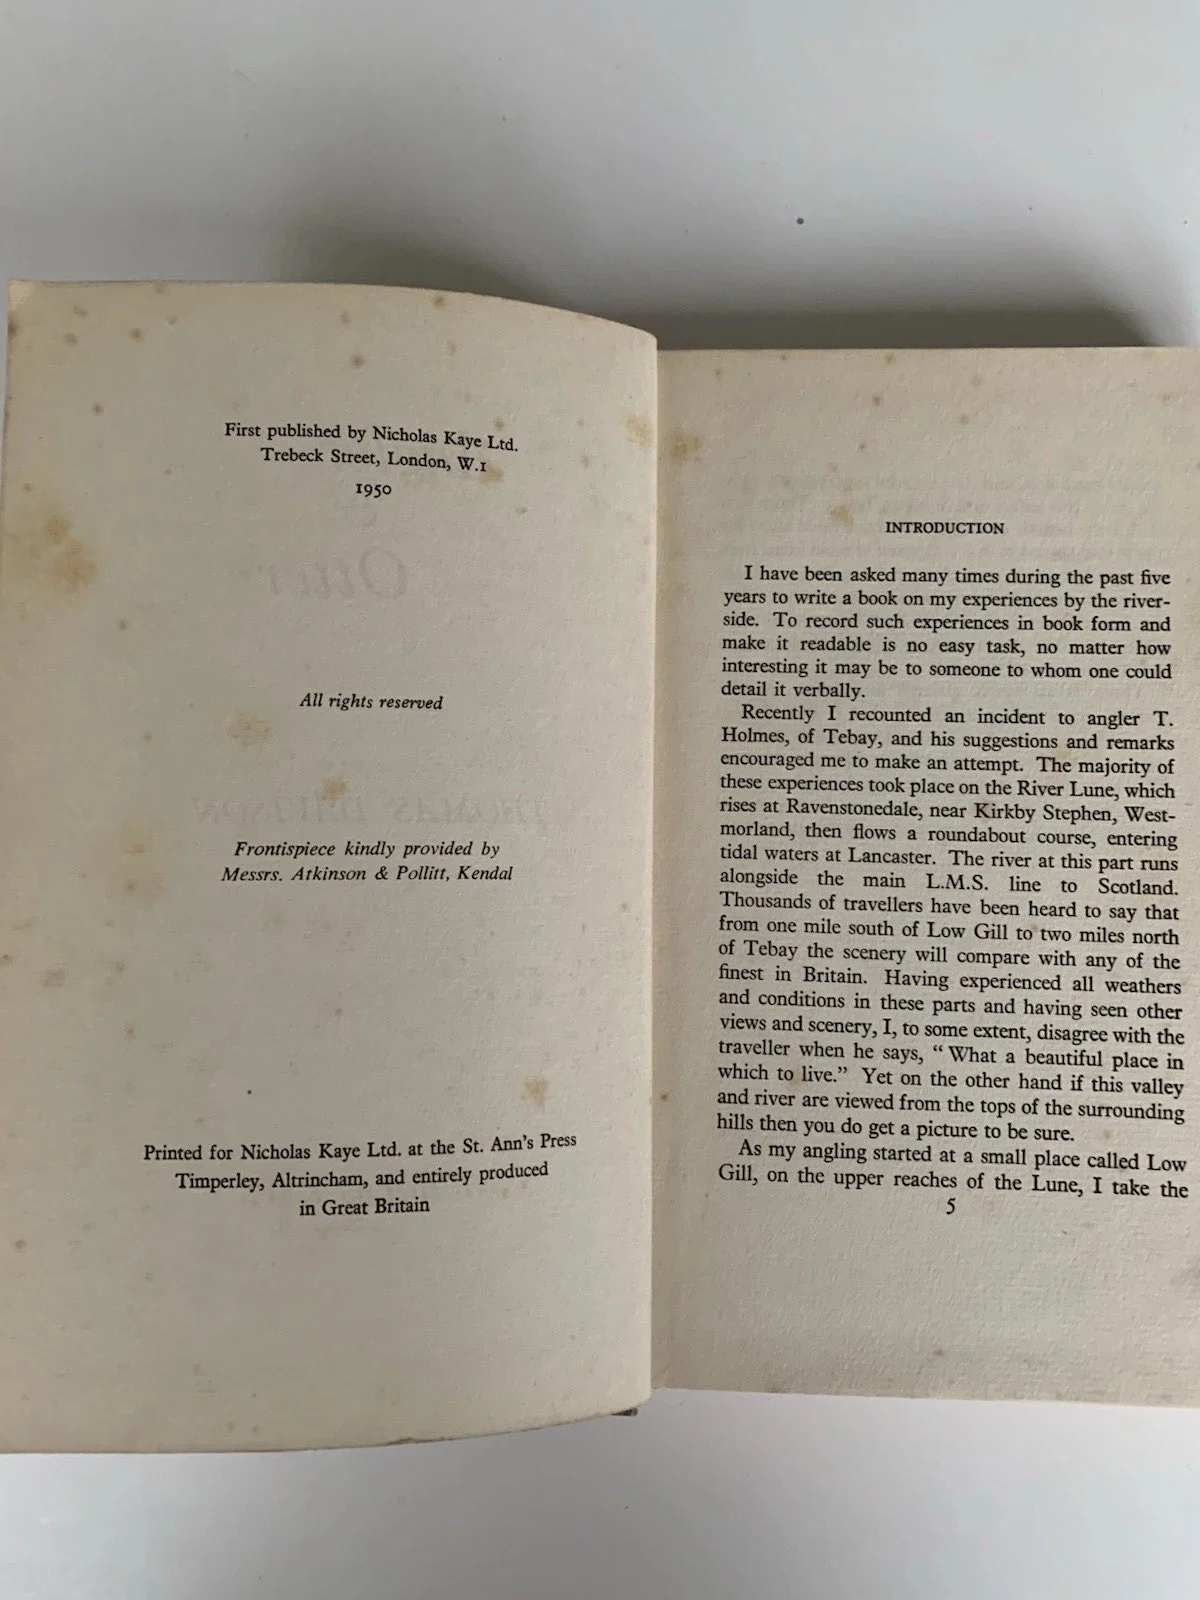 First published by Nicholas Kaye Ltd.
Trebeck Street, London, W.1
1950
All rights reserved
Frontispiece kindly provided by
Messrs. Atkinson & Pollitt, Kendal
Printed for Nicholas Kaye Ltd. at the St. Ann's Press
Timperley, Altrincham, and entirely produced
in Great Britain
INTRODUCTION
I have been asked many times during the past five
years to write a book on my experiences by the river-
side. To record such experiences in book form and
make it readable is no easy task, no matter how
interesting it may be to someone to whom one could
detail it verbally.
Recently I recounted an incident to angler T.
Holmes, of Tebay, and his suggestions and remarks
encouraged me to make an attempt. The majority of
these experiences took place on the River Lune, which
rises at Ravenstonedale, near Kirkby Stephen, West-
morland, then flows a roundabout course, entering
tidal waters at Lancaster. The river at this part runs
alongside the main L.M.S. line to Scotland.
Thousands of travellers have been heard to say that
from one mile south of Low Gill to two miles north
of Tebay the scenery will compare with any of the
finest in Britain. Having experienced all weathers
and conditions in these parts and having seen other
views and scenery, I, to some extent, disagree with the
traveller when he says, "What a beautiful place in
which to live." Yet on the other hand if this valley
and river are viewed from the tops of the surrounding
hills then you do get a picture to be sure.
As my angling started at a small place called Low
Gill, on the upper reaches of the Lune, I take the
5